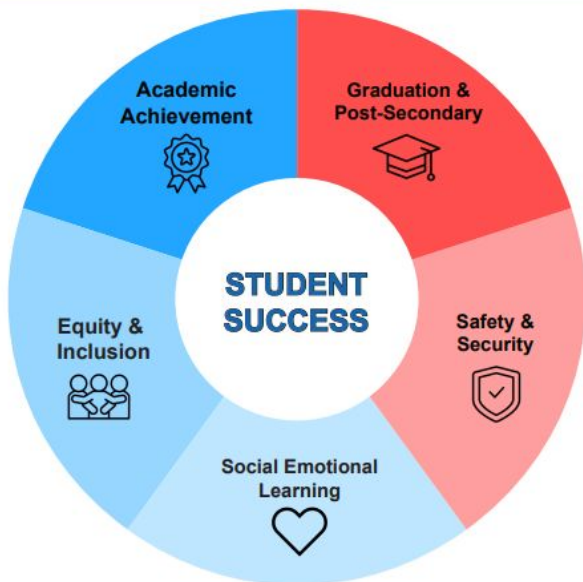 Academic
Achievement
Graduation &
Post-Secondary
STUDENT
SUCCESS
Equity &
Inclusion
Safety &
Security
Social Emotional
Learning